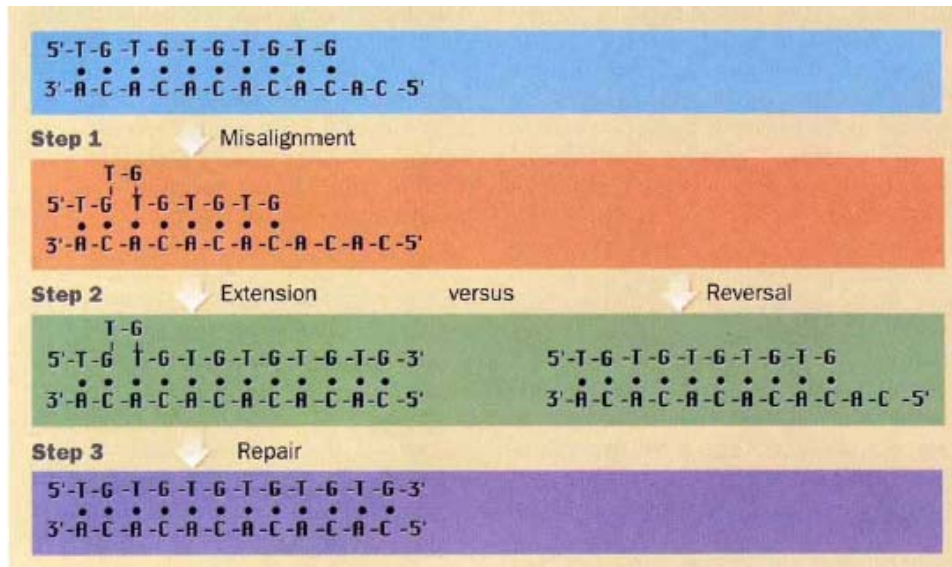 5'-T-G-T-G-T-G-T-G-T-G
3'-A-C-A-C-A-C-A-C-A-C-A-C-5'
Step 1 Misalignment
T-G
5'-T-G T-G-T-G-T-G
3'-A-C-A-C-A-C-A-C-A-C-A-C-5'
Step 2 Extension versus Reversal
T-G
5'-T-G T-G-T-G-T-G-T-G-T-G-3' 5'-T-G-T-G-T-G-T-G-T-G
3'-A-C-A-C-A-C-A-C-A-C-A-C-5' 3'-A-C-A-C-A-C-A-C-A-C-A-C-5'
Step 3 Repair
5'-T-G-T-G-T-G-T-G-T-G-T-G-3'
3'-A-C-A-C-A-C-A-C-A-C-A-C-5'